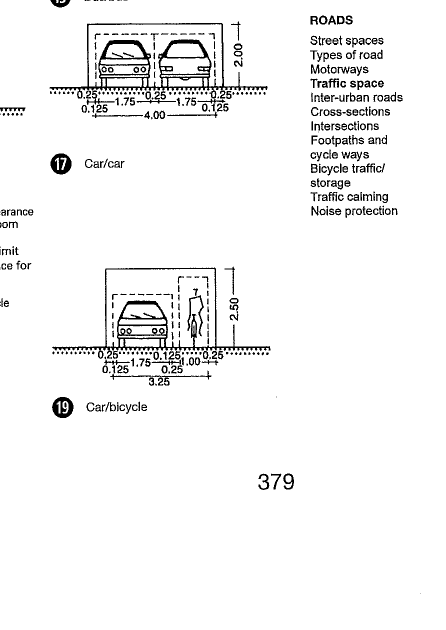 2.00
0.25 0.25 0.25
1.75 1.75
0.125 0.125
4.00
17 Car/car
ROADS
Street spaces
Types of road
Motorways
Traffic space
Inter-urban roads
Cross-sections
Intersections
Footpaths and
cycle ways
Bicycle traffic/
storage
Traffic calming
Noise protection
earance
imit
ce for
2.50
0.25 0.125 0.25
1.75 1.00
0.125 0.25
3.25
19 Car/bicycle
379